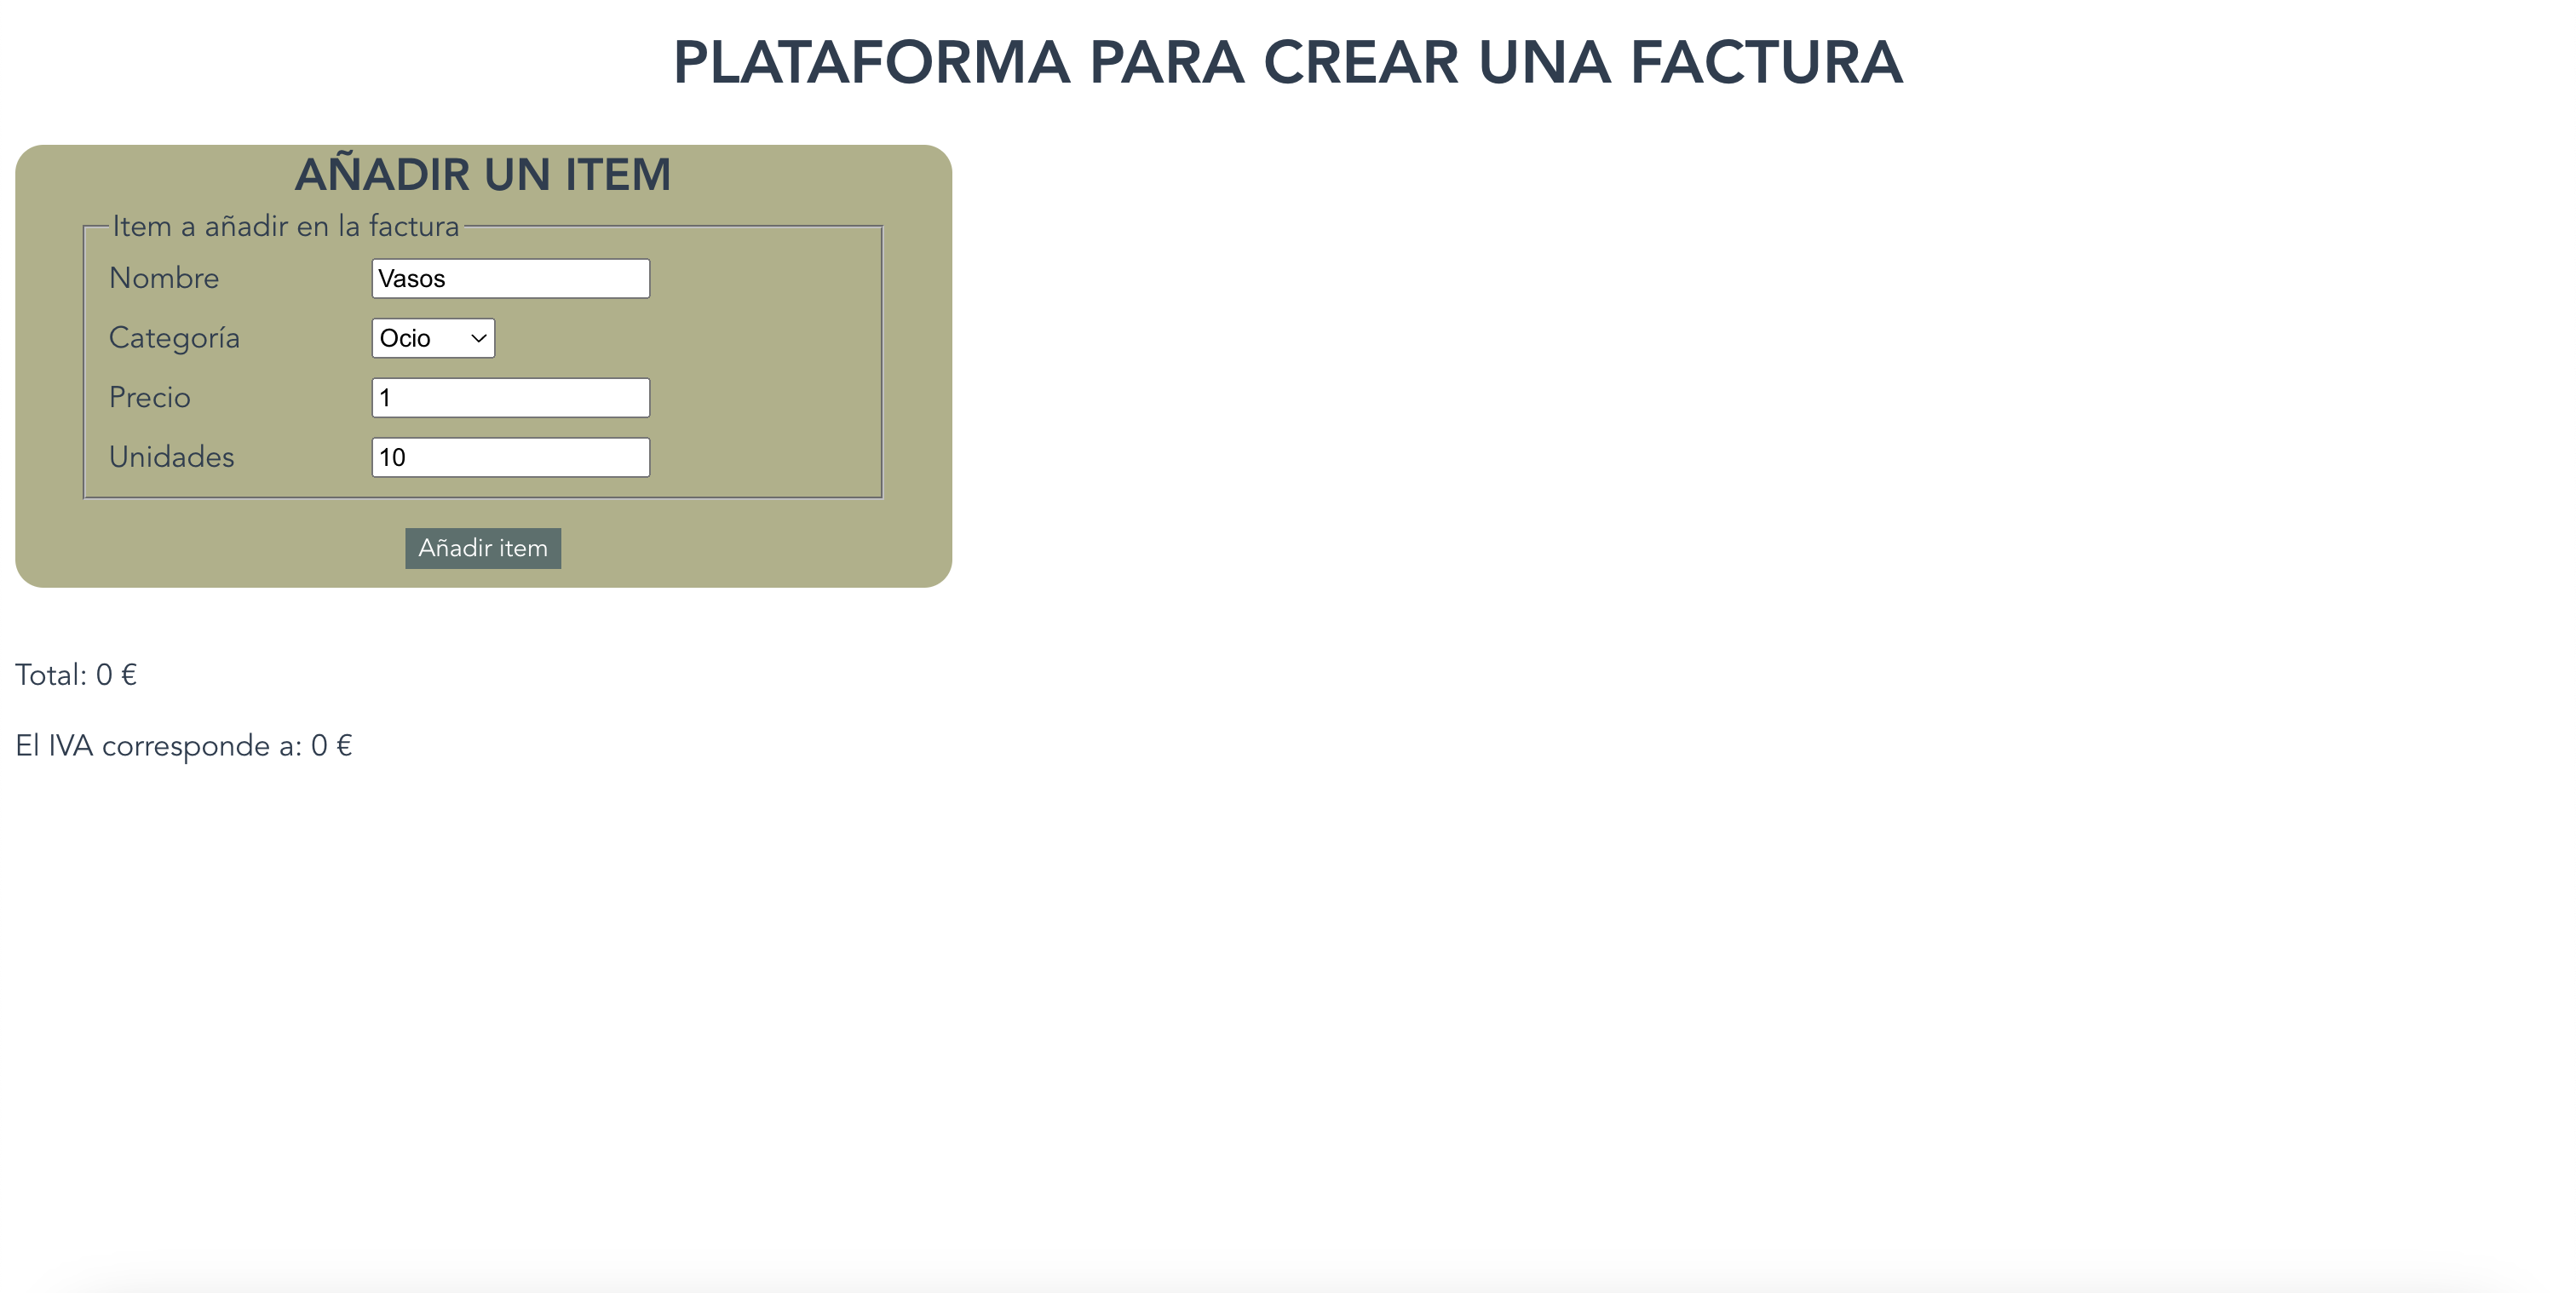 PLATAFORMA PARA CREAR UNA FACTURA
AÑADIR UN ITEM
Item a añadir en la factura
Nombre Vasos
Categoría Ocio
Precio 1
Unidades 10
Añadir item
Total: 0 €
El IVA corresponde a: 0 €